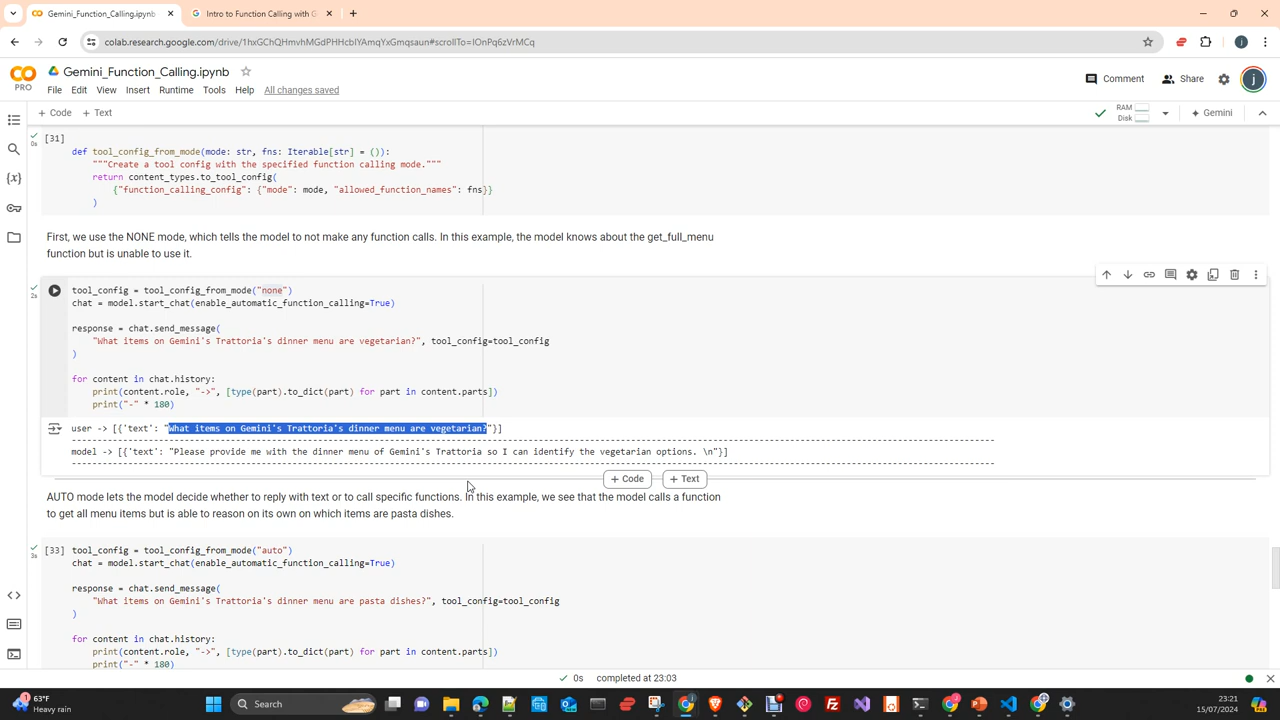 Gemini_Function_Calling.ipynb
Intro to Function Calling with G
colab.research.google.com/drive/1hxGChQHmvhMGdPHHcblYAmqYxGmqsaun#scrollTo=IOnPq6zVrMCq
Gemini_Function_Calling.ipynb
PRO
File Edit View Insert Runtime Tools Help All changes saved
Comment Share
+ Code + Text
RAM
Disk
Gemini
[31]
0s
def tool_config_from_mode(mode: str, fns: Iterable[str] = ()):
"""Create a tool config with the specified function calling mode."""
return content_types.to_tool_config(
{"function_calling_config": {"mode": mode, "allowed_function_names": fns}}
)
First, we use the NONE mode, which tells the model to not make any function calls. In this example, the model knows about the get_full_menu
function but is unable to use it.
2s
tool_config = tool_config_from_mode("none")
chat = model.start_chat(enable_automatic_function_calling=True)
response = chat.send_message(
"What items on Gemini's Trattoria's dinner menu are vegetarian?", tool_config=tool_config
)
for content in chat.history:
print(content.role, "->", [type(part).to_dict(part) for part in content.parts])
print("-" * 180)
user -> [{'text': "What items on Gemini's Trattoria's dinner menu are vegetarian?"}]
model -> [{'text': "Please provide me with the dinner menu of Gemini's Trattoria so I can identify the vegetarian options. \n"}]
+ Code + Text
AUTO mode lets the model decide whether to reply with text or to call specific functions. In this example, we see that the model calls a function
to get all menu items but is able to reason on its own on which items are pasta dishes.
[33]
3s
tool_config = tool_config_from_mode("auto")
chat = model.start_chat(enable_automatic_function_calling=True)
response = chat.send_message(
"What items on Gemini's Trattoria's dinner menu are pasta dishes?", tool_config=tool_config
)
for content in chat.history:
print(content.role, "->", [type(part).to_dict(part) for part in content.parts])
print("-" * 180)
0s completed at 23:03
63°F
Heavy rain
Search
23:21
15/07/2024